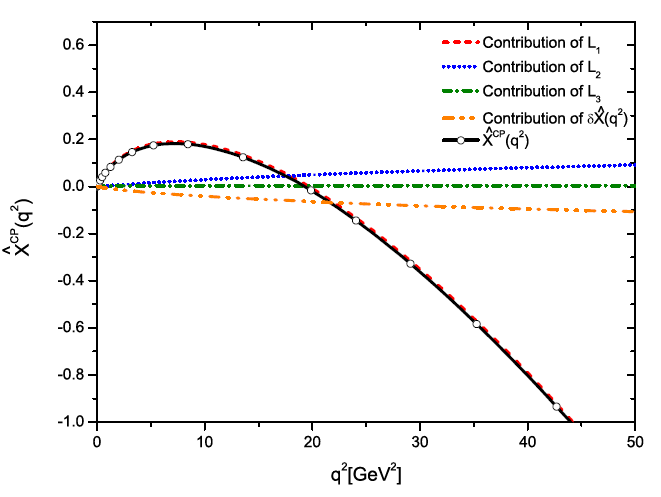 0.6
0.4
0.2
0.0
-0.2
-0.4
-0.6
-0.8
-1.0
X̂^CP(q²)
Contribution of L₁
Contribution of L₂
Contribution of L₃
Contribution of δX̂(q²)
X̂^CP(q²)
0 10 20 30 40 50
q²[GeV²]